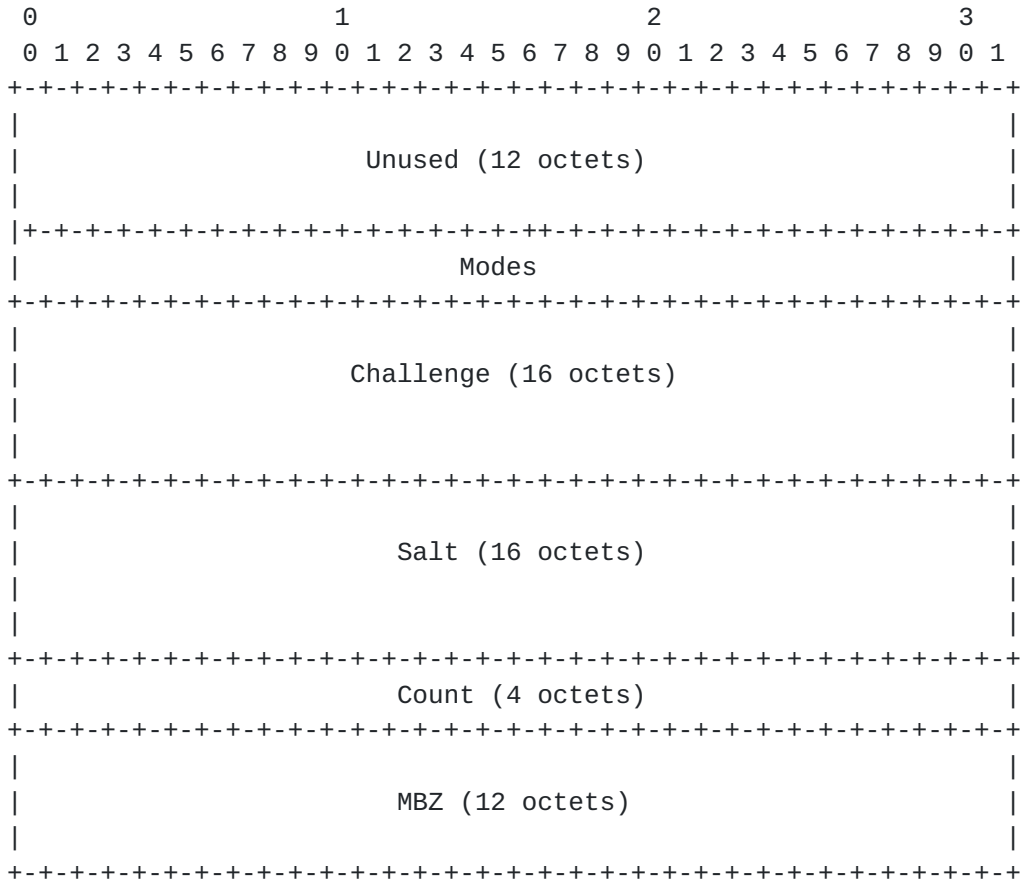 0                   1                   2                   3
 0 1 2 3 4 5 6 7 8 9 0 1 2 3 4 5 6 7 8 9 0 1 2 3 4 5 6 7 8 9 0 1
+-+-+-+-+-+-+-+-+-+-+-+-+-+-+-+-+-+-+-+-+-+-+-+-+-+-+-+-+-+-+-+-+
|                                                               |
|                      Unused (12 octets)                       |
|                                                               |
|+-+-+-+-+-+-+-+-+-+-+-+-+-+-+-+-++-+-+-+-+-+-+-+-+-+-+-+-+-+-+-+
|                            Modes                              |
+-+-+-+-+-+-+-+-+-+-+-+-+-+-+-+-+-+-+-+-+-+-+-+-+-+-+-+-+-+-+-+-+
|                                                               |
|                     Challenge (16 octets)                     |
|                                                               |
|                                                               |
+-+-+-+-+-+-+-+-+-+-+-+-+-+-+-+-+-+-+-+-+-+-+-+-+-+-+-+-+-+-+-+-+
|                                                               |
|                        Salt (16 octets)                       |
|                                                               |
|                                                               |
+-+-+-+-+-+-+-+-+-+-+-+-+-+-+-+-+-+-+-+-+-+-+-+-+-+-+-+-+-+-+-+-+
|                        Count (4 octets)                       |
+-+-+-+-+-+-+-+-+-+-+-+-+-+-+-+-+-+-+-+-+-+-+-+-+-+-+-+-+-+-+-+-+
|                                                               |
|                        MBZ (12 octets)                        |
|                                                               |
+-+-+-+-+-+-+-+-+-+-+-+-+-+-+-+-+-+-+-+-+-+-+-+-+-+-+-+-+-+-+-+-+